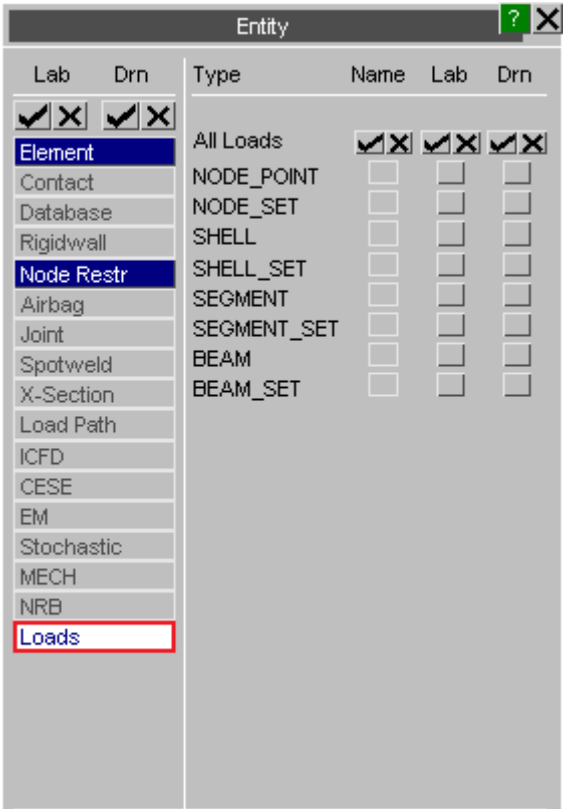 Entity
?
Lab Drn
Element
Contact
Database
Rigidwall
Node Restr
Airbag
Joint
Spotweld
X-Section
Load Path
ICFD
CESE
EM
Stochastic
MECH
NRB
Loads
Type Name Lab Drn
All Loads
NODE_POINT
NODE_SET
SHELL
SHELL_SET
SEGMENT
SEGMENT_SET
BEAM
BEAM_SET